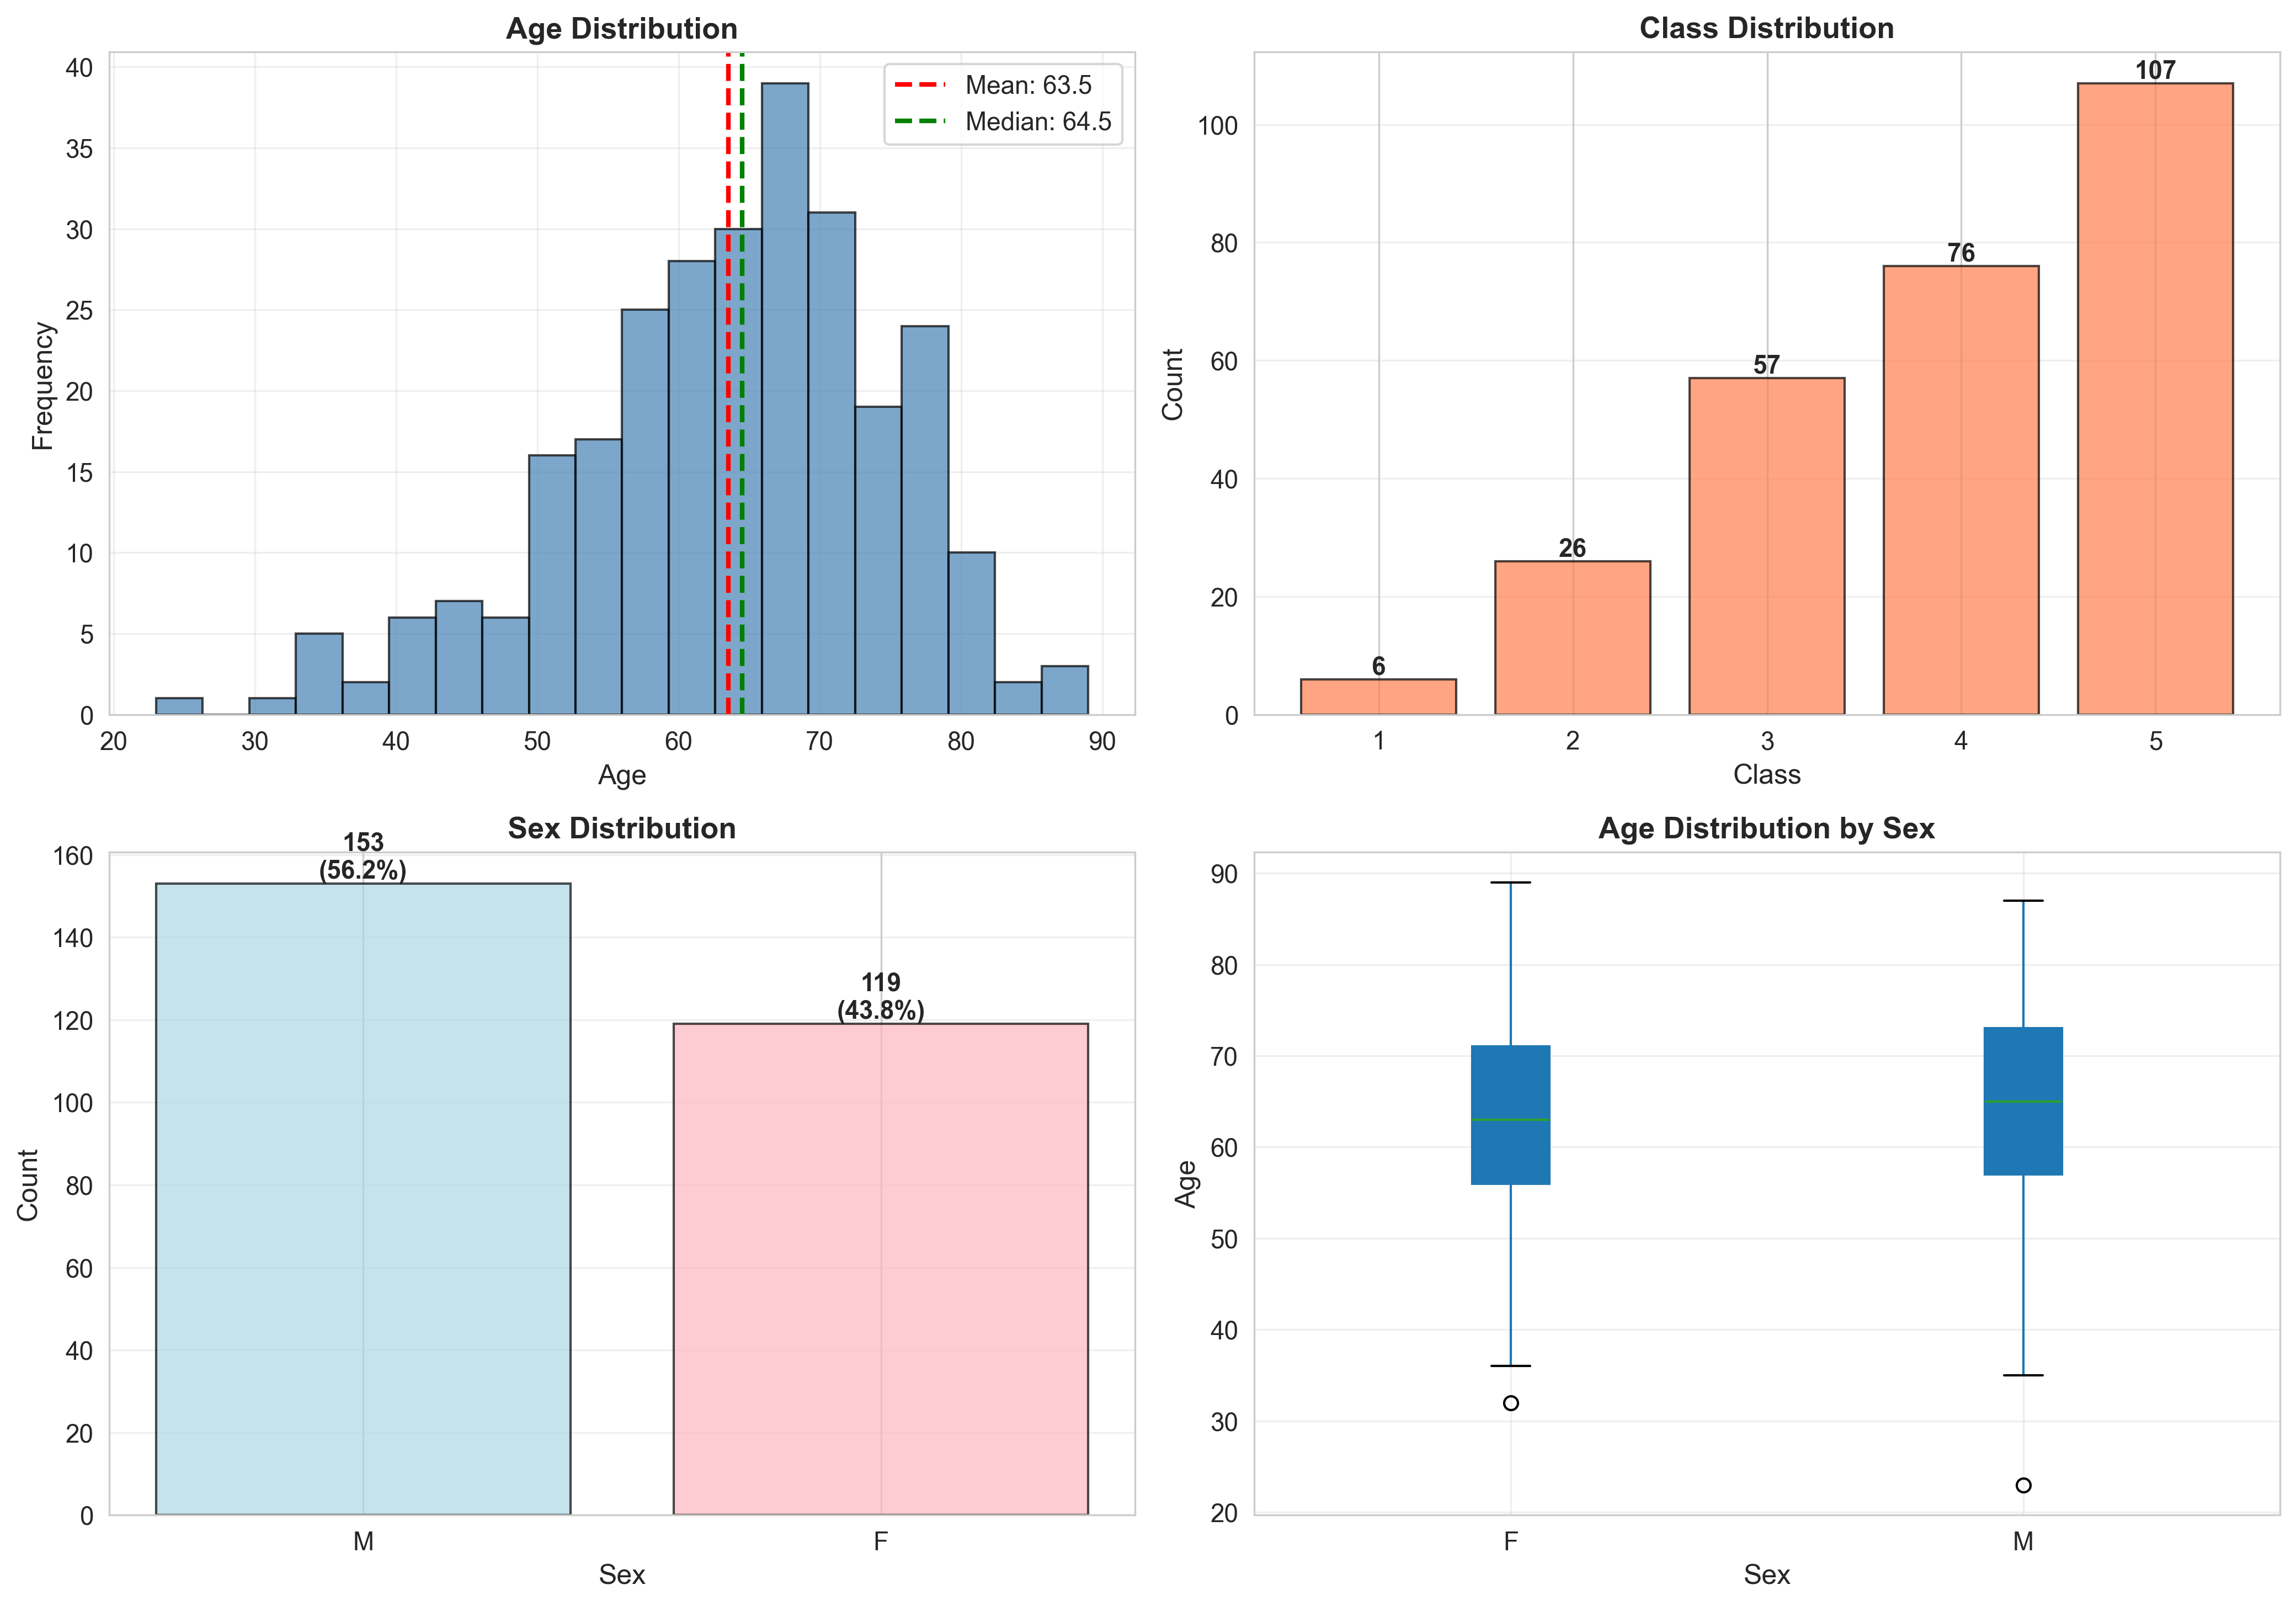 Age Distribution
40
35
30
25
20
15
10
5
0
Frequency
20 30 40 50 60 70 80 90
Age
Mean: 63.5
Median: 64.5
Class Distribution
100
80
60
40
20
0
Count
6
26
57
76
107
1 2 3 4 5
Class
Sex Distribution
160
140
120
100
80
60
40
20
0
Count
153
(56.2%)
119
(43.8%)
M F
Sex
Age Distribution by Sex
90
80
70
60
50
40
30
20
Age
F M
Sex